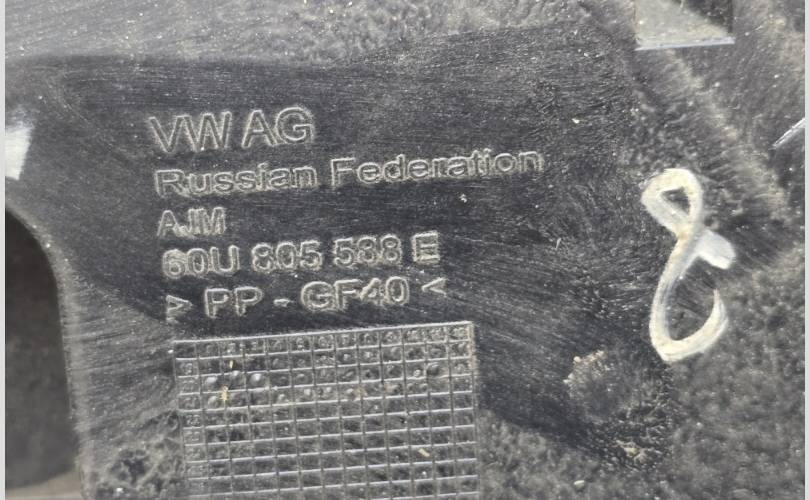 VW AG
Russian Federation
AJM
60U 805 588 E
> PP - GF40 <
8